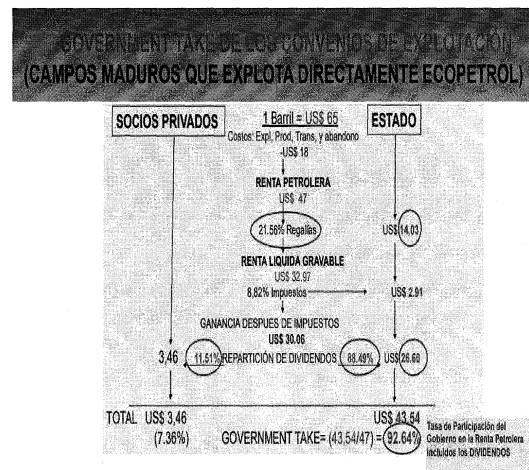 GOVERNMENT TAKE DE LOS CONVENIOS DE EXPLOTACIÓN
(CAMPOS MADUROS QUE EXPLOTA DIRECTAMENTE ECOPETROL)
SOCIOS PRIVADOS
1 Barril = US$ 65
ESTADO
Costos: Expl, Prod, Trans, y abandono
-US$ 18
RENTA PETROLERA
US$ 47
21.56% Regalías
US$ 14,03
RENTA LIQUIDA GRAVABLE
US$ 32.97
8,82% Impuestos
US$ 2.91
GANANCIA DESPUES DE IMPUESTOS
US$ 30.06
3,46 11.51% REPARTICIÓN DE DIVIDENDOS 88.49% US$ 26.60
TOTAL US$ 3,46 US$ 43,54
(7.36%) GOVERNMENT TAKE= (43,54/47) = 92.64%
Tasa de Participación del
Gobierno en la Renta Petrolera
incluidos los DIVIDENDOS